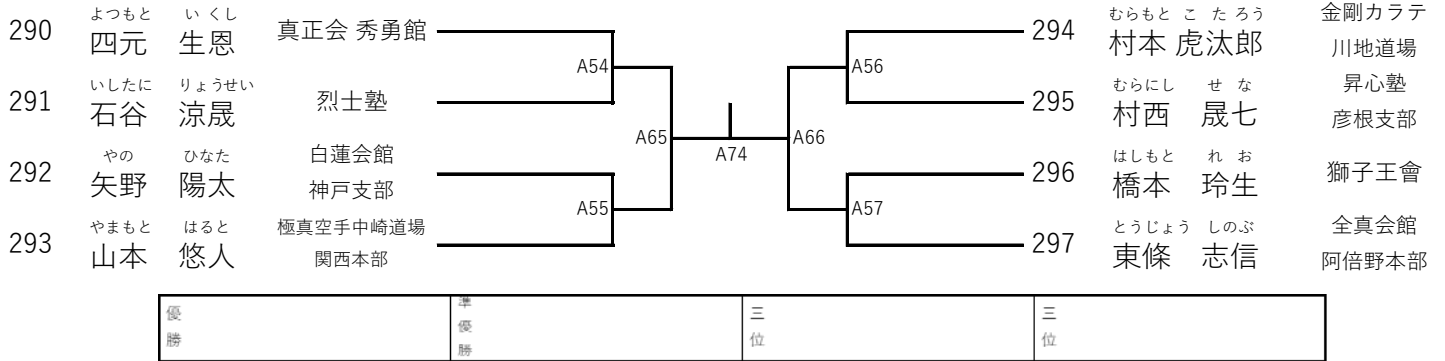 よつもと い くし
290 四元 生恩 真正会 秀勇館
いしたに りょうせい
291 石谷 涼晟 烈士塾
やの ひなた 白蓮会館
292 矢野 陽太 神戸支部
やまもと はると 極真空手中崎道場
293 山本 悠人 関西本部
A54
A55
A65
A74
A66
A56
A57
むらもと こ た ろう 金剛カラテ
294 村本 虎汰郎 川地道場
むらにし せ な 昇心塾
295 村西 晟七 彦根支部
はしもと れ お
296 橋本 玲生 獅子王會
とうじょう しのぶ 全真会館
297 東條 志信 阿倍野本部
優勝
準優勝
三位
三位